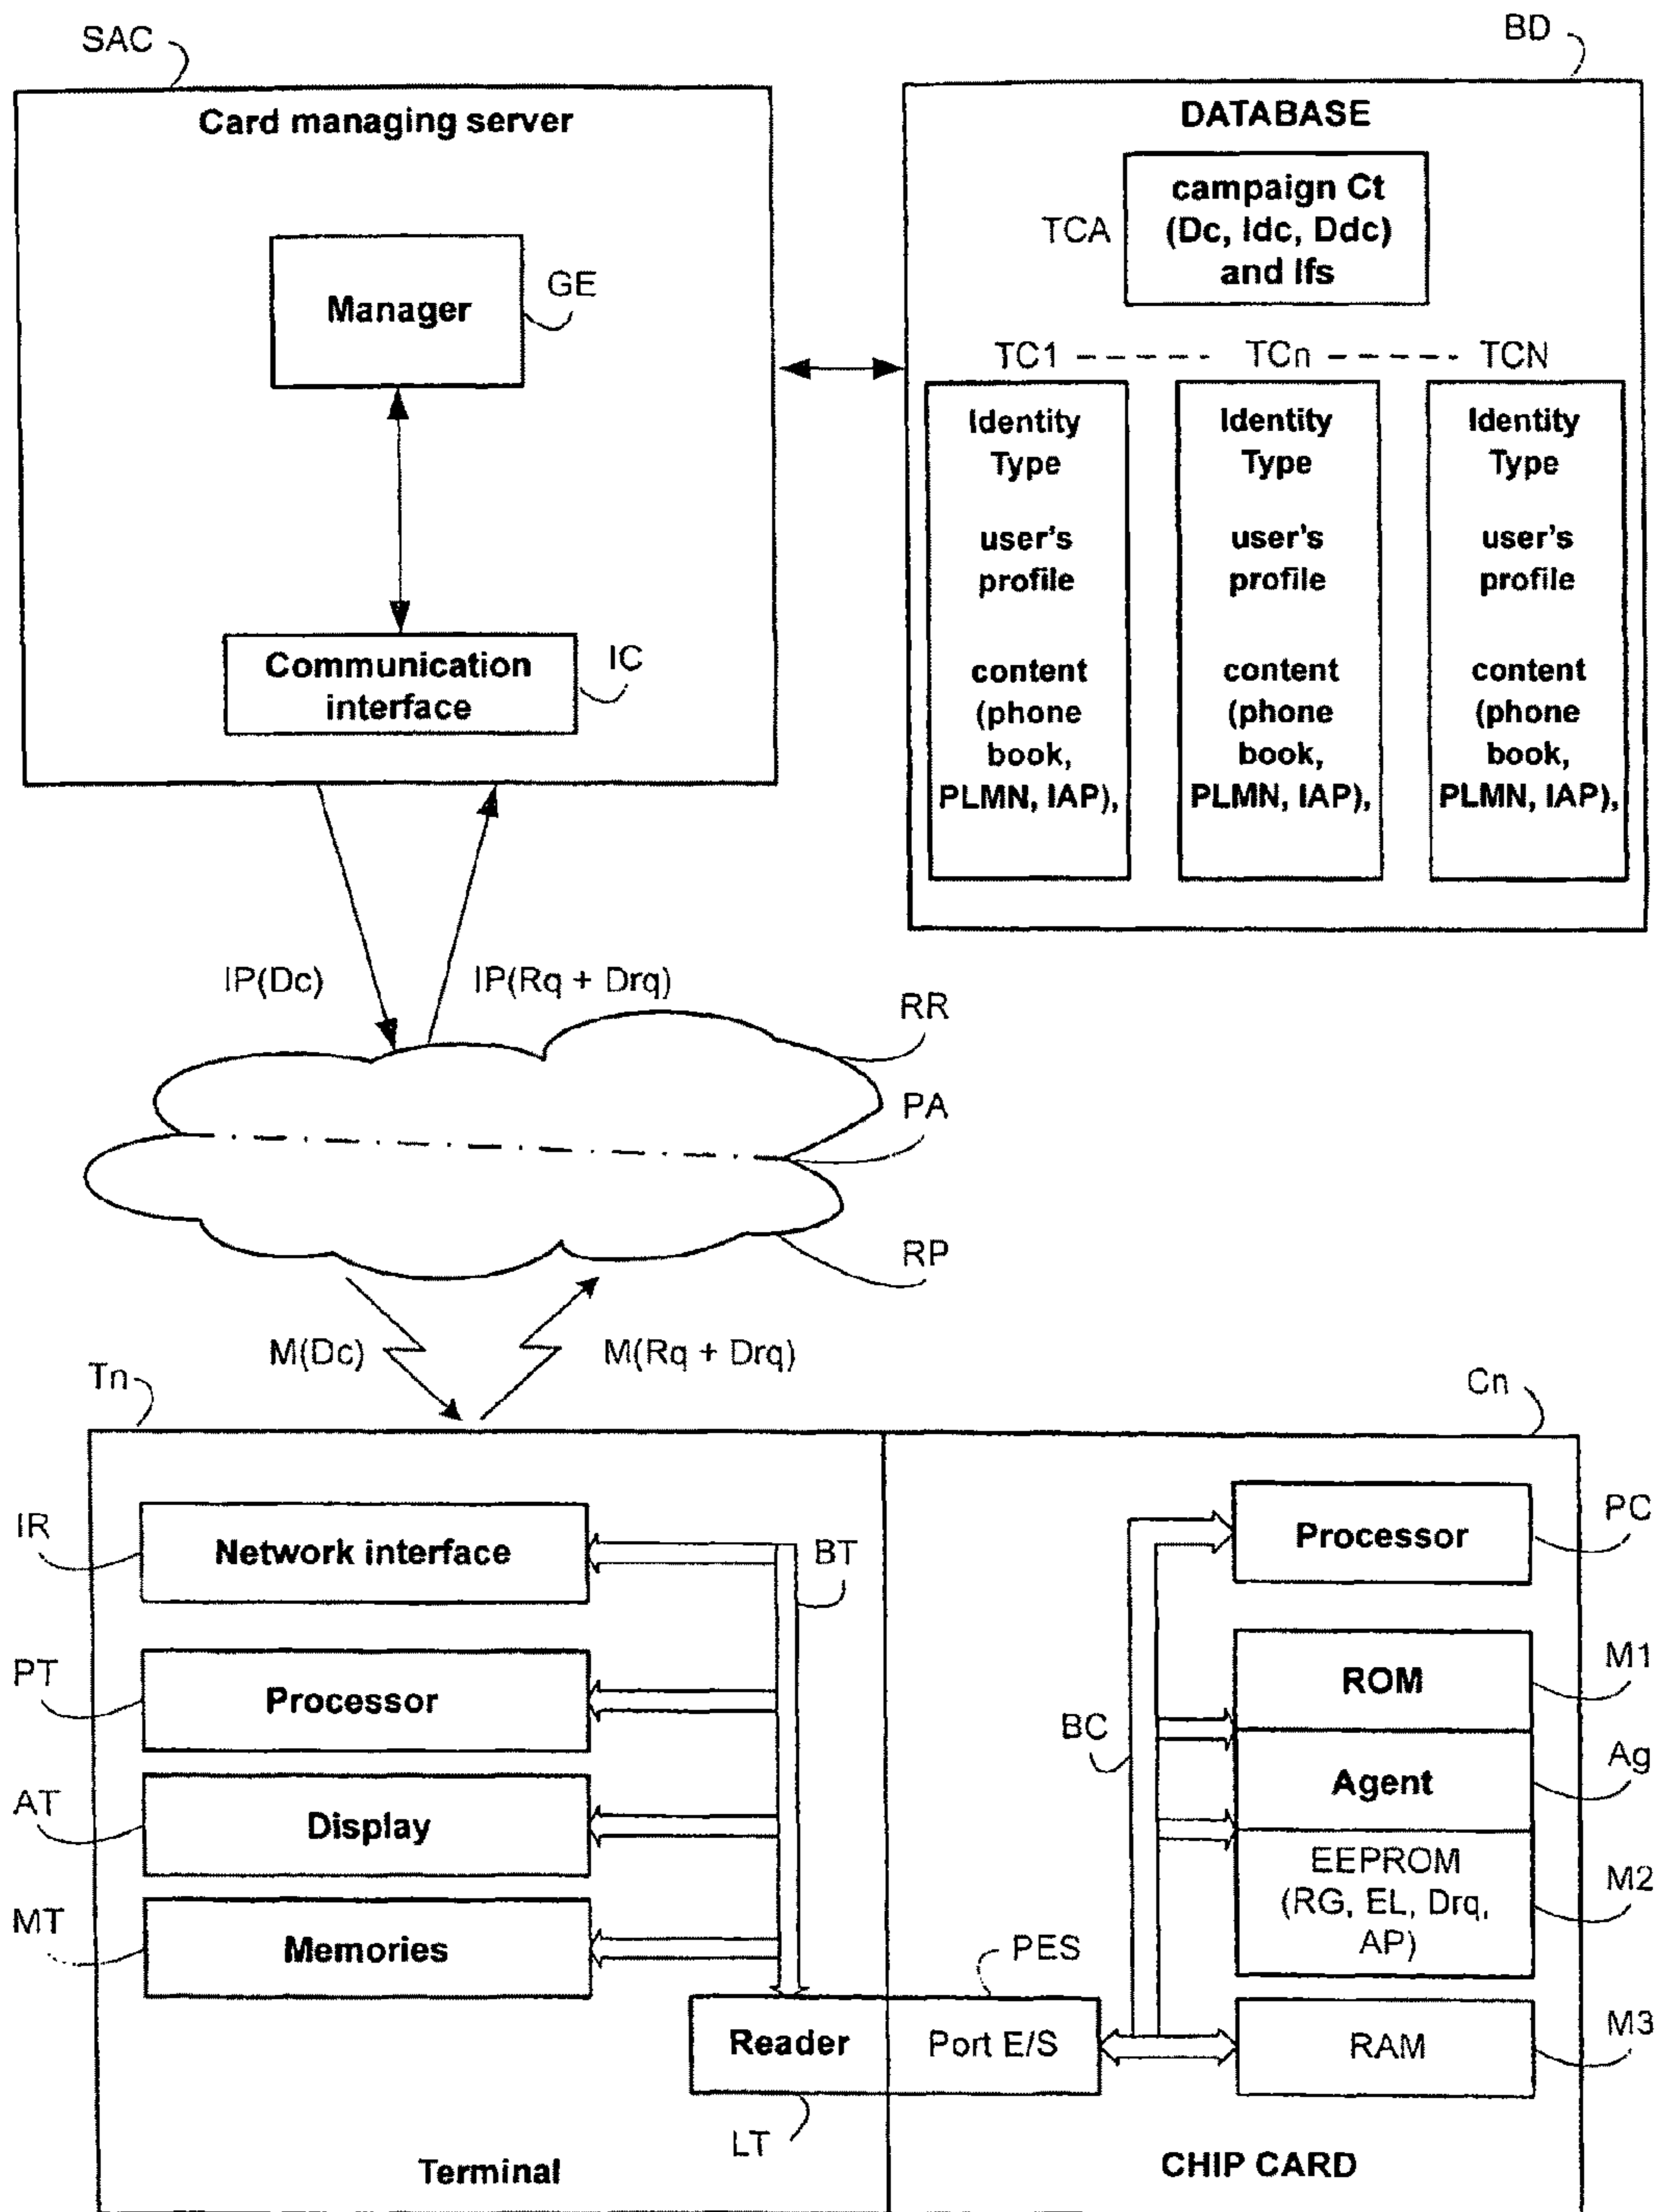 SAC
BD
Card managing server
DATABASE
TCA
campaign Ct
(Dc, Idc, Ddc)
and Ifs
Manager
GE
TC1
TCn
TCN
Identity
Type
user's
profile
content
(phone
book,
PLMN, IAP),
Identity
Type
user's
profile
content
(phone
book,
PLMN, IAP),
Identity
Type
user's
profile
content
(phone
book,
PLMN, IAP),
Communication
interface
IC
IP(Dc)
IP(Rq + Drq)
RR
PA
RP
M(Dc)
M(Rq + Drq)
Tn
Cn
IR
Network interface
BT
PT
Processor
AT
Display
MT
Memories
Processor
PC
BC
ROM
M1
Agent
Ag
EEPROM
(RG, EL, Drq,
AP)
M2
PES
Reader
Port E/S
RAM
M3
LT
Terminal
CHIP CARD